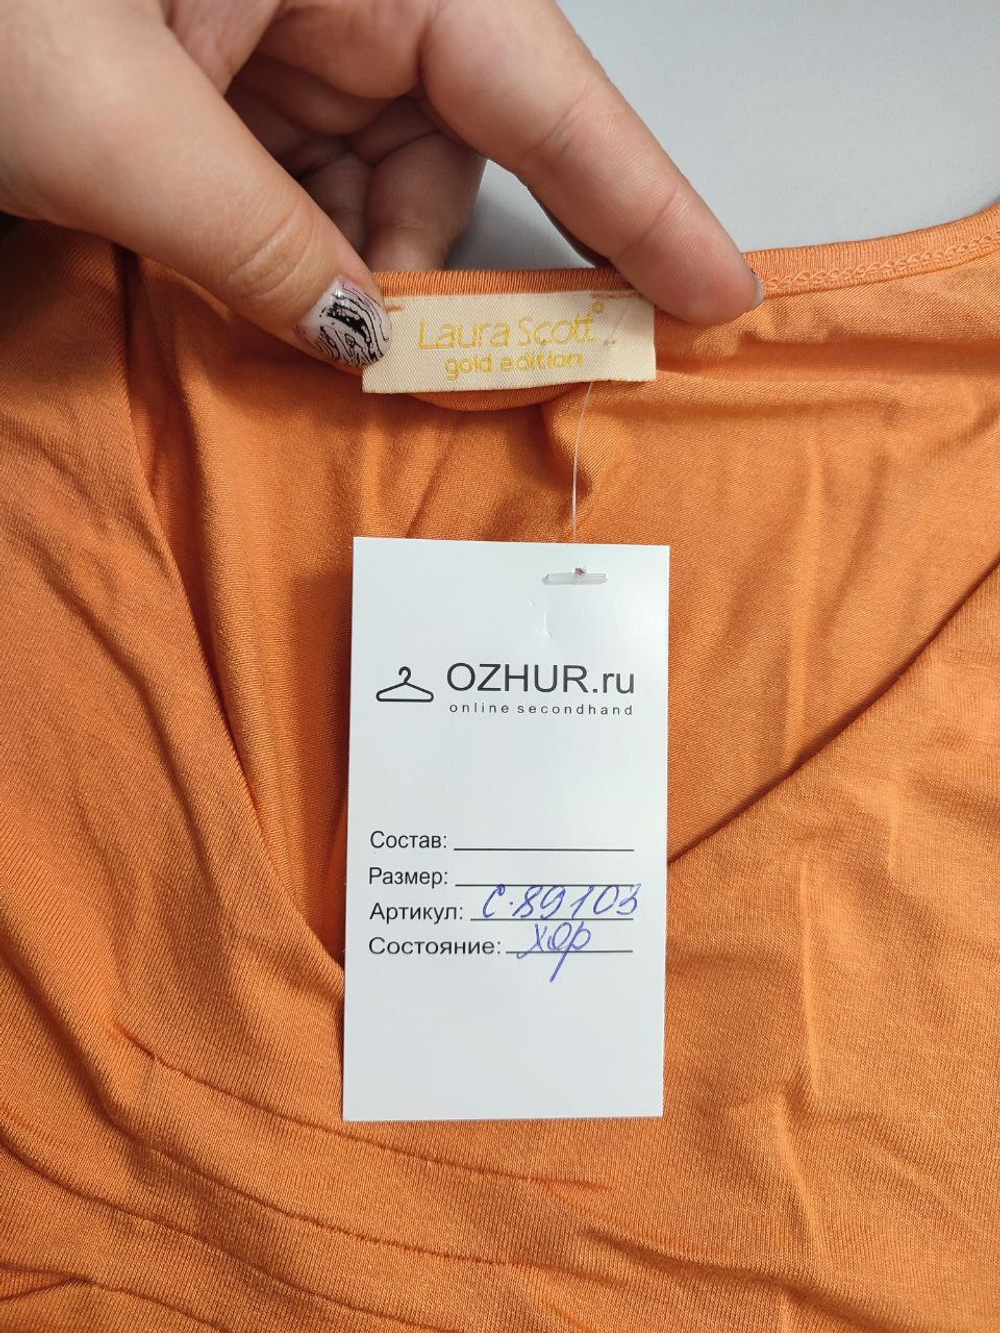 Laura Scott
gold edition
OZHUR.ru
online secondhand
Состав:
Размер:
Артикул: С-89103
Состояние: хор